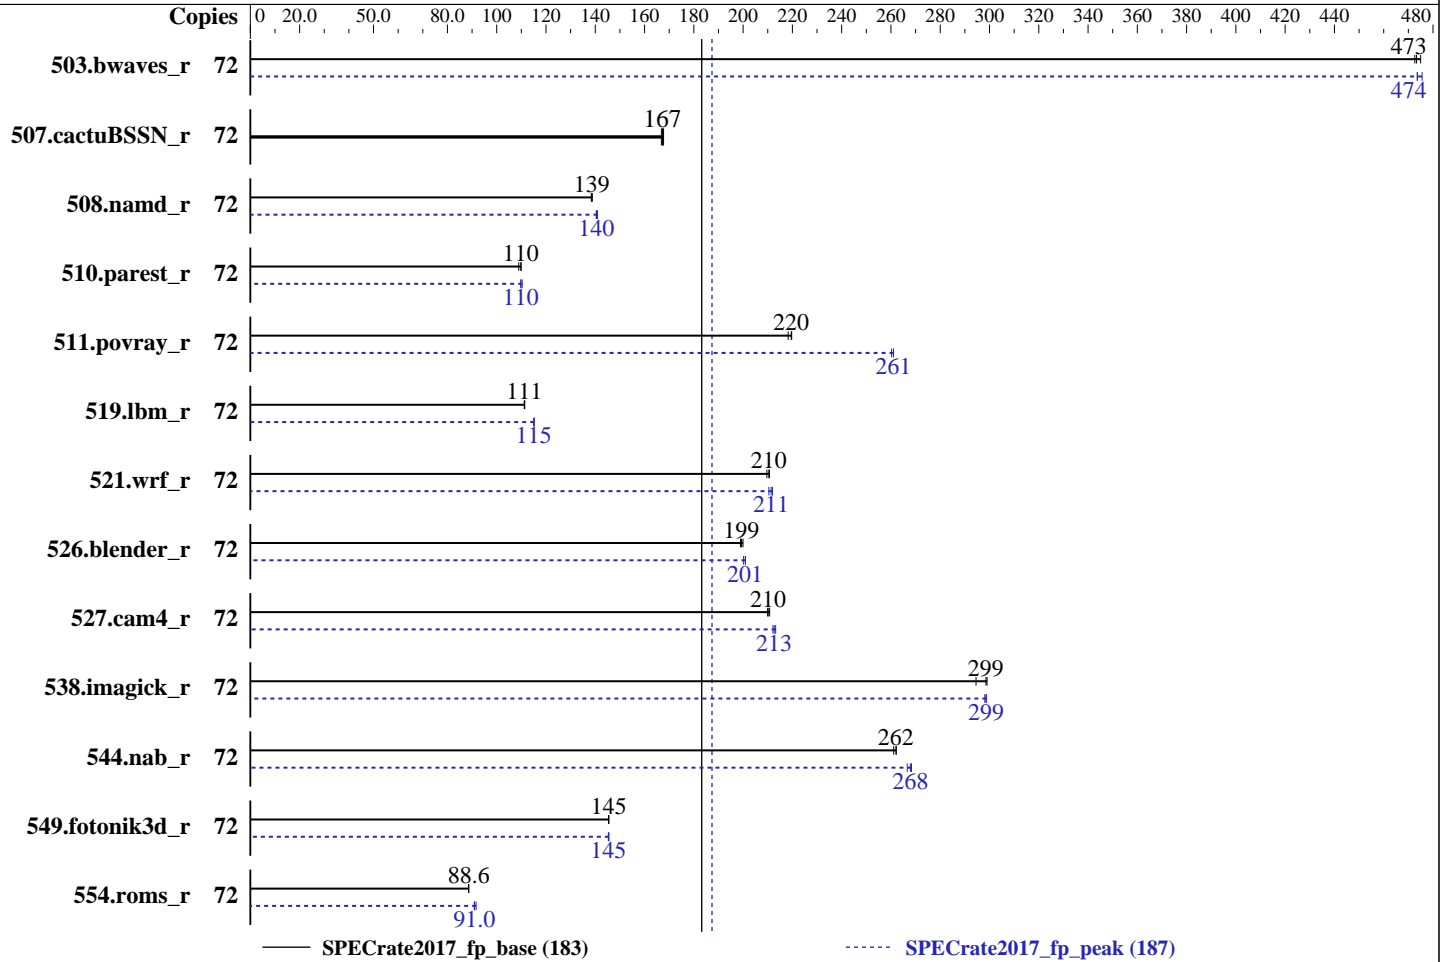 Copies 0 20.0 50.0 80.0 100 120 140 160 180 200 220 240 260 280 300 320 340 360 380 400 420 440 480
473
503.bwaves_r 72
474
167
507.cactuBSSN_r 72
139
508.namd_r 72
140
110
510.parest_r 72
110
220
511.povray_r 72
261
111
519.lbm_r 72
115
210
521.wrf_r 72
211
199
526.blender_r 72
201
210
527.cam4_r 72
213
299
538.imagick_r 72
299
262
544.nab_r 72
268
145
549.fotonik3d_r 72
145
88.6
554.roms_r 72
91.0
SPECrate2017_fp_base (183) SPECrate2017_fp_peak (187)